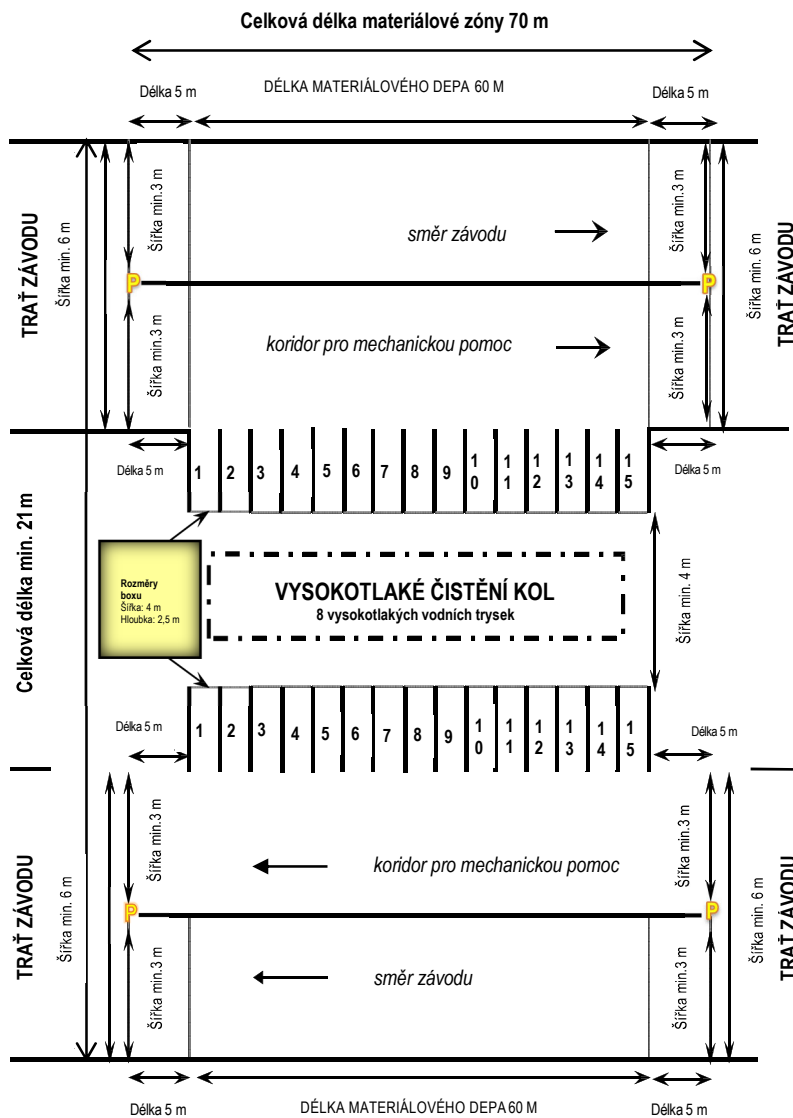 Celková délka materiálové zóny 70 m
Délka 5 m
DÉLKA MATERIÁLOVÉHO DEPA 60 M
Délka 5 m
TRAŤ ZÁVODU
Šířka min. 6 m
Šířka min.3 m
směr závodu
Šířka min.3 m
Šířka min. 6 m
TRAŤ ZÁVODU
P
P
Šířka min.3 m
koridor pro mechanickou pomoc
Šířka min.3 m
Délka 5 m
1 2 3 4 5 6 7 8 9 10 11 12 13 14 15
Délka 5 m
Celková délka min. 21 m
Rozměry
boxu
Šířka: 4 m
Hloubka: 2,5 m
VYSOKOTLAKÉ ČISTĚNÍ KOL
8 vysokotlakých vodních trysek
Šířka min. 4 m
Délka 5 m
1 2 3 4 5 6 7 8 9 10 11 12 13 14 15
Délka 5 m
TRAŤ ZÁVODU
Šířka min. 6 m
Šířka min.3 m
koridor pro mechanickou pomoc
Šířka min.3 m
Šířka min. 6 m
TRAŤ ZÁVODU
P
P
Šířka min.3 m
směr závodu
Šířka min.3 m
Délka 5 m
DÉLKA MATERIÁLOVÉHO DEPA 60 M
Délka 5 m